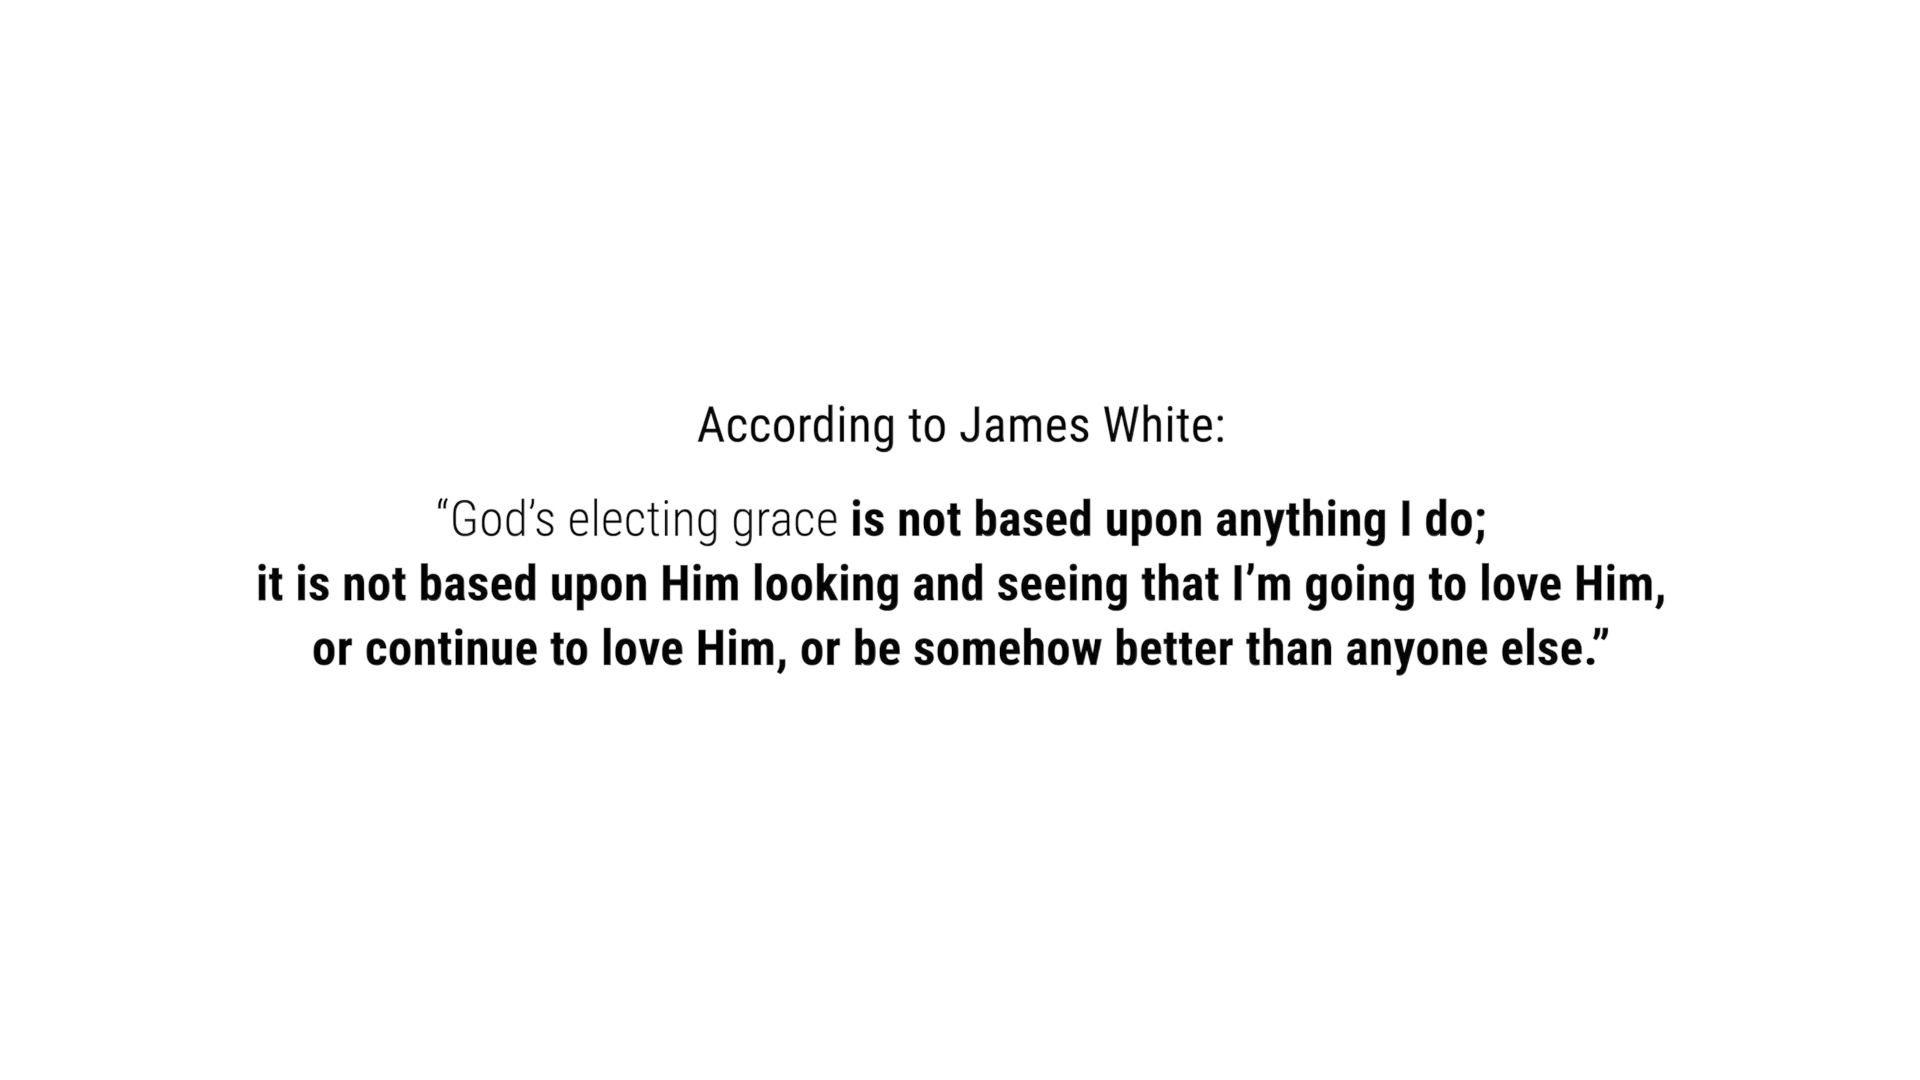 According to James White:
“God’s electing grace is not based upon anything I do;
it is not based upon Him looking and seeing that I’m going to love Him,
or continue to love Him, or be somehow better than anyone else.”